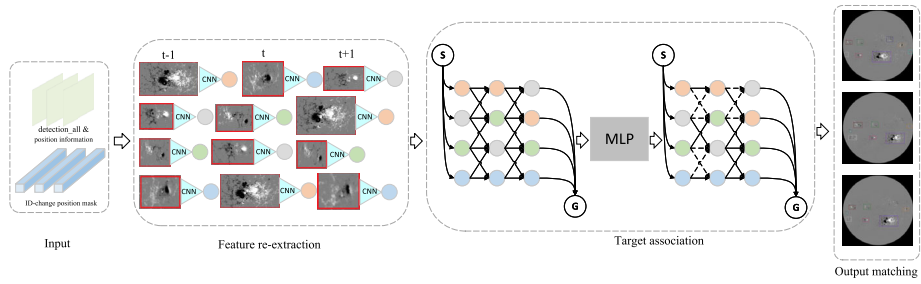 t-1 t t+1
CNN CNN CNN
CNN CNN CNN
CNN CNN CNN
CNN CNN CNN
detection_all &
position information
ID-change position mask
Input
Feature re-extraction
S
G
MLP
S
G
Target association
Output matching